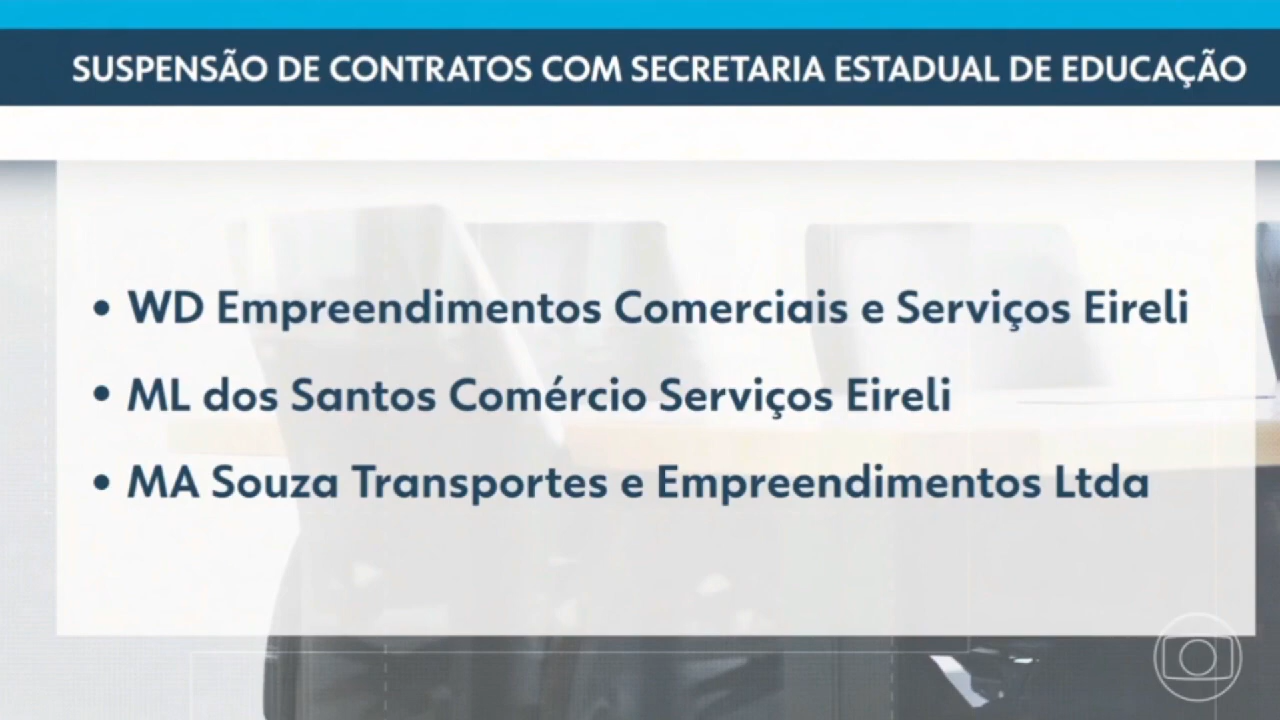 SUSPENSÃO DE CONTRATOS COM SECRETARIA ESTADUAL DE EDUCAÇÃO
• WD Empreendimentos Comerciais e Serviços Eireli
• ML dos Santos Comércio Serviços Eireli
• MA Souza Transportes e Empreendimentos Ltda